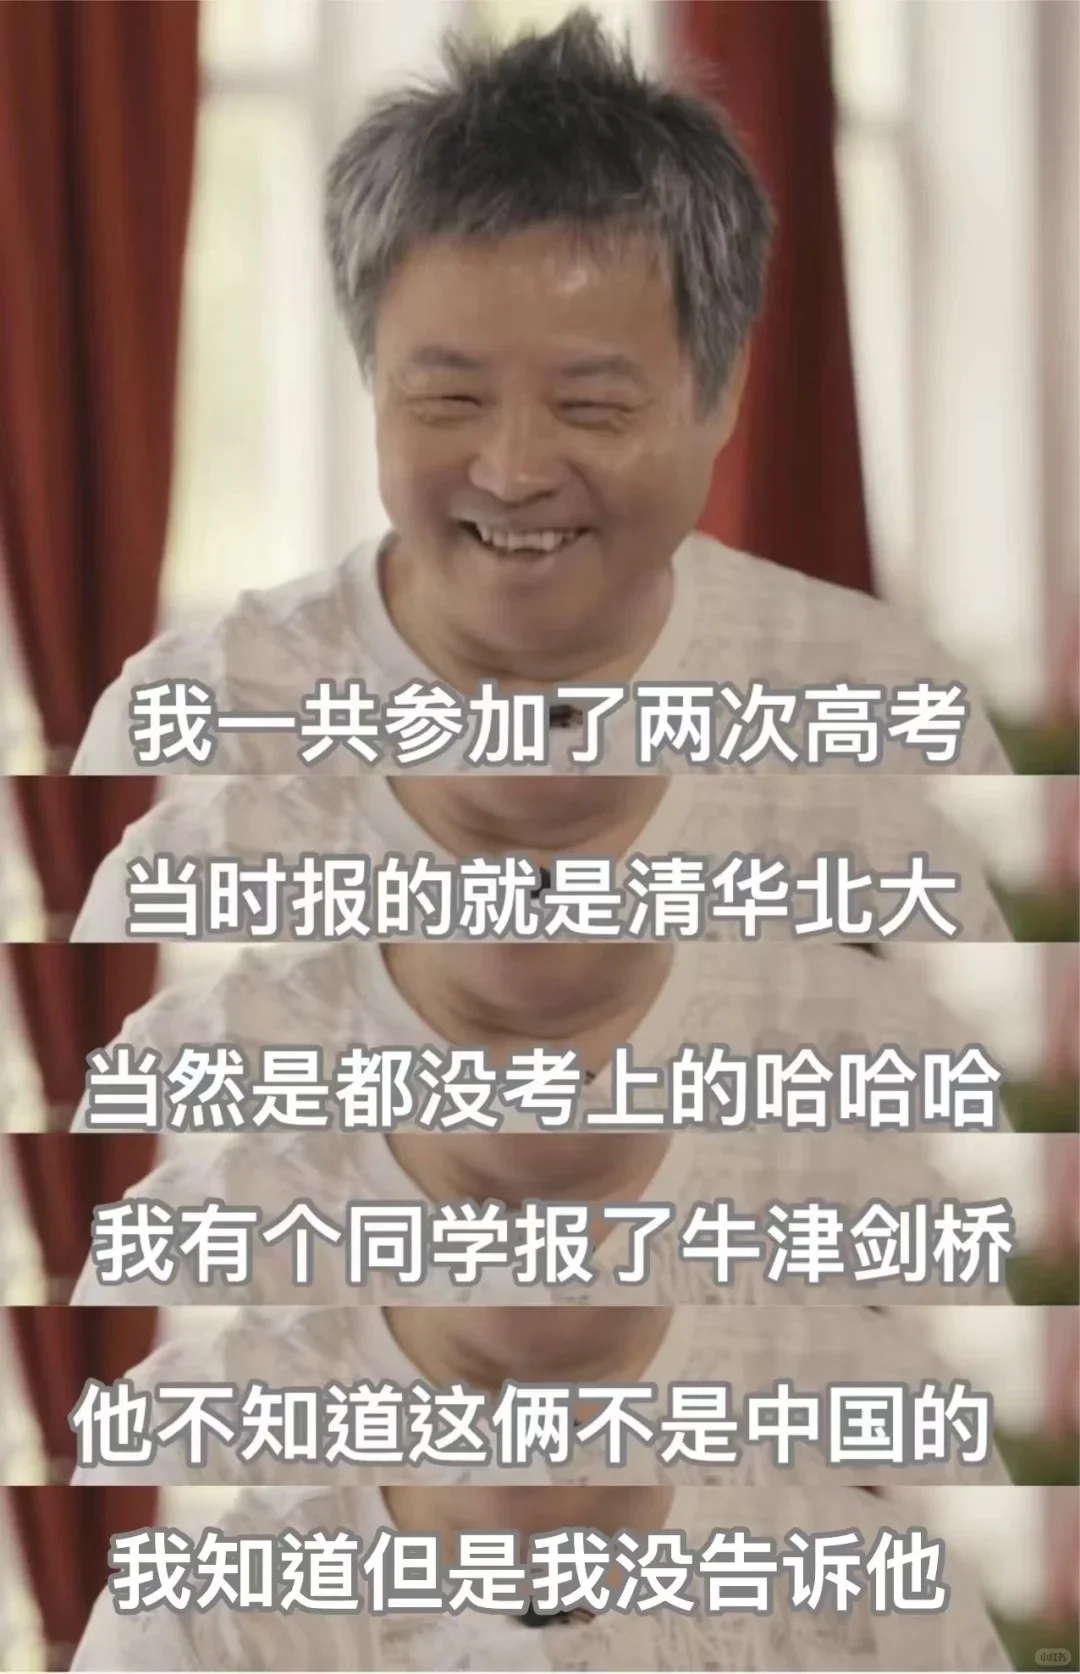 我一共参加了两次高考
当时报的就是清华北大
当然是都没考上的哈哈哈
我有个同学报了牛津剑桥
他不知道这俩不是中国的
我知道但是我没告诉他
小红书